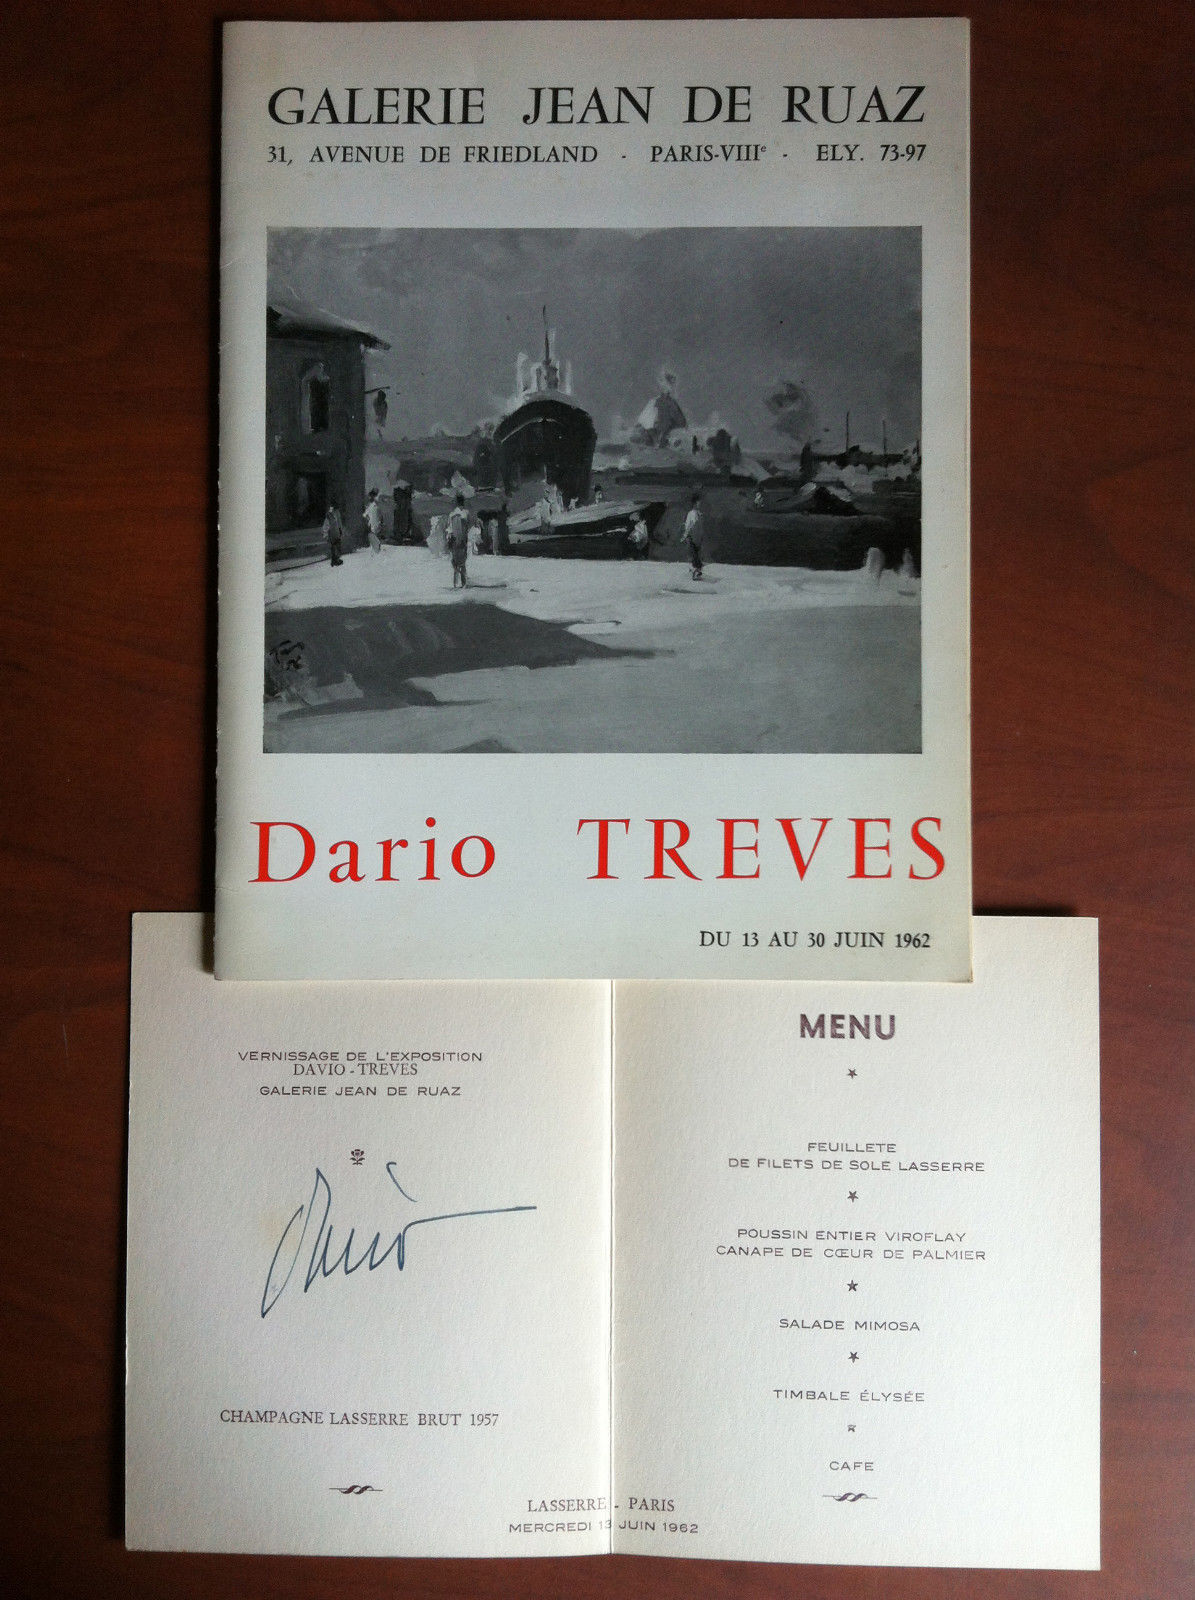 GALERIE JEAN DE RUAZ
31, AVENUE DE FRIEDLAND - PARIS-VIIIe - ELY. 73-97
Dario TREVES
DU 13 AU 30 JUIN 1962
VERNISSAGE DE L'EXPOSITION
DAVIO - TREVES
GALERIE JEAN DE RUAZ
Dario
CHAMPAGNE LASSERRE BRUT 1957
MENU
FEUILLETE
DE FILETS DE SOLE LASSERRE
POUSSIN ENTIER VIROFLAY
CANAPE DE CŒUR DE PALMIER
SALADE MIMOSA
TIMBALE ÉLYSÉE
CAFE
LASSERRE - PARIS
MERCREDI 13 JUIN 1962